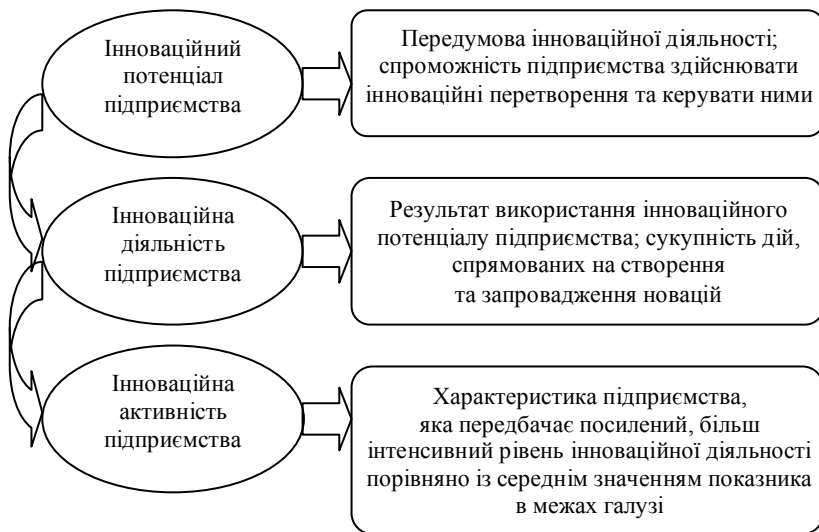 Інноваційний
потенціал
підприємства
Передумова інноваційної діяльності;
спроможність підприємства здійснювати
інноваційні перетворення та керувати ними
Інноваційна
діяльність
підприємства
Результат використання інноваційного
потенціалу підприємства; сукупність дій,
спрямованих на створення
та запровадження новацій
Інноваційна
активність
підприємства
Характеристика підприємства,
яка передбачає посилений, більш
інтенсивний рівень інноваційної діяльності
порівняно із середнім значенням показника
в межах галузі